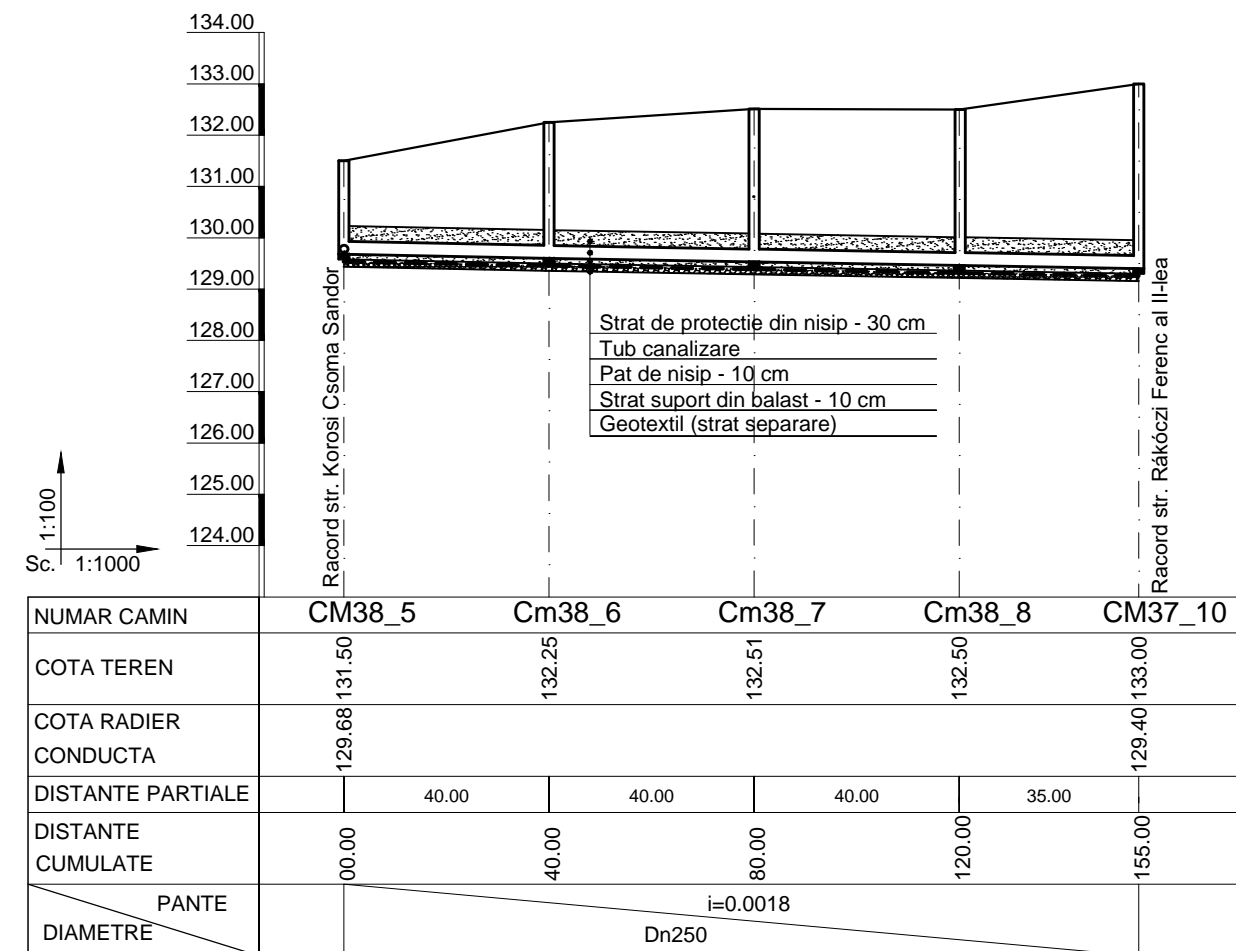 134.00
133.00
132.00
131.00
130.00
129.00
128.00
127.00
126.00
125.00
124.00
1:100
Sc. 1:1000
Racord str. Korosi Csoma Sandor
Strat de protectie din nisip - 30 cm
Tub canalizare
Pat de nisip - 10 cm
Strat suport din balast - 10 cm
Geotextil (strat separare)
Racord str. Rákóczi Ferenc al II-lea
NUMAR CAMIN CM38_5 Cm38_6 Cm38_7 Cm38_8 CM37_10
COTA TEREN 131.50 132.25 132.51 132.50 133.00
COTA RADIER
CONDUCTA 129.68 129.40
DISTANTE PARTIALE 40.00 40.00 40.00 35.00
DISTANTE
CUMULATE 00.00 40.00 80.00 120.00 155.00
PANTE i=0.0018
DIAMETRE Dn250